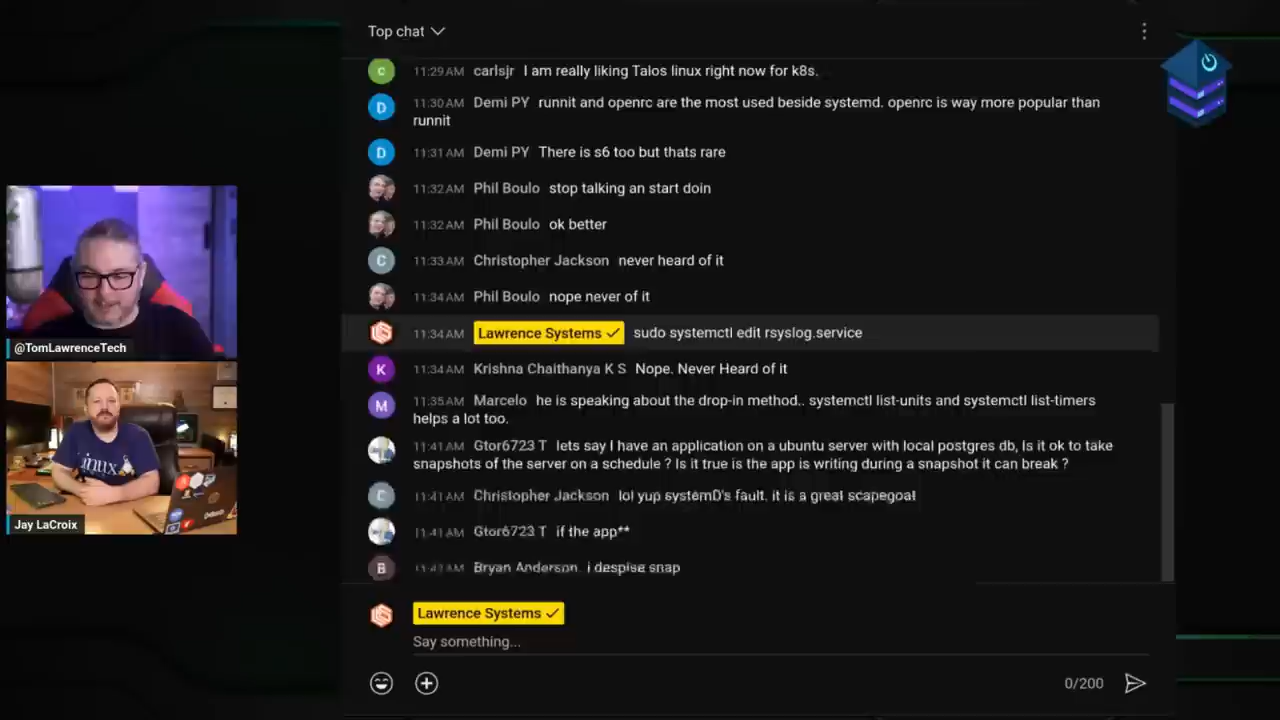 Top chat
C 11:29 AM carlsjr I am really liking Talos linux right now for k8s.
D 11:30 AM Demi PY runnit and openrc are the most used beside systemd. openrc is way more popular than
runnit
D 11:31 AM Demi PY There is s6 too but thats rare
11:32 AM Phil Boulo stop talking an start doin
11:32 AM Phil Boulo ok better
C 11:33 AM Christopher Jackson never heard of it
11:34 AM Phil Boulo nope never of it
11:34 AM Lawrence Systems sudo systemctl edit rsyslog.service
K 11:34 AM Krishna Chaithanya K S Nope. Never Heard of it
M 11:35 AM Marcelo he is speaking about the drop-in method.. systemctl list-units and systemctl list-timers
helps a lot too.
11:41 AM Gtor6723 T lets say I have an application on a ubuntu server with local postgres db, Is it ok to take
snapshots of the server on a schedule ? Is it true is the app is writing during a snapshot it can break ?
C 11:41 AM Christopher Jackson lol yup systemD's fault. it is a great scapegoat
11:41 AM Gtor6723 T if the app**
B Bryan Anderson i despise snap
Lawrence Systems
Say something...
0/200
@TomLawrenceTech
Jay LaCroix